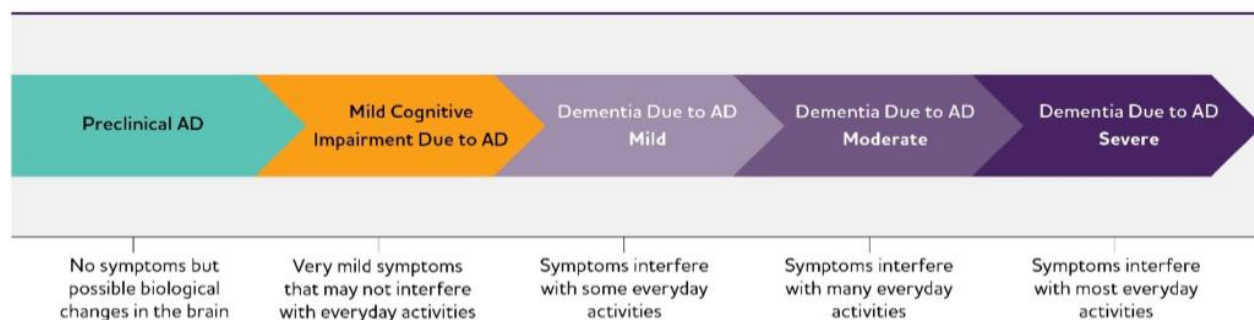 Preclinical AD
Mild Cognitive
Impairment Due to AD
Dementia Due to AD
Mild
Dementia Due to AD
Moderate
Dementia Due to AD
Severe
No symptoms but
possible biological
changes in the brain
Very mild symptoms
that may not interfere
with everyday activities
Symptoms interfere
with some everyday
activities
Symptoms interfere
with many everyday
activities
Symptoms interfere
with most everyday
activities